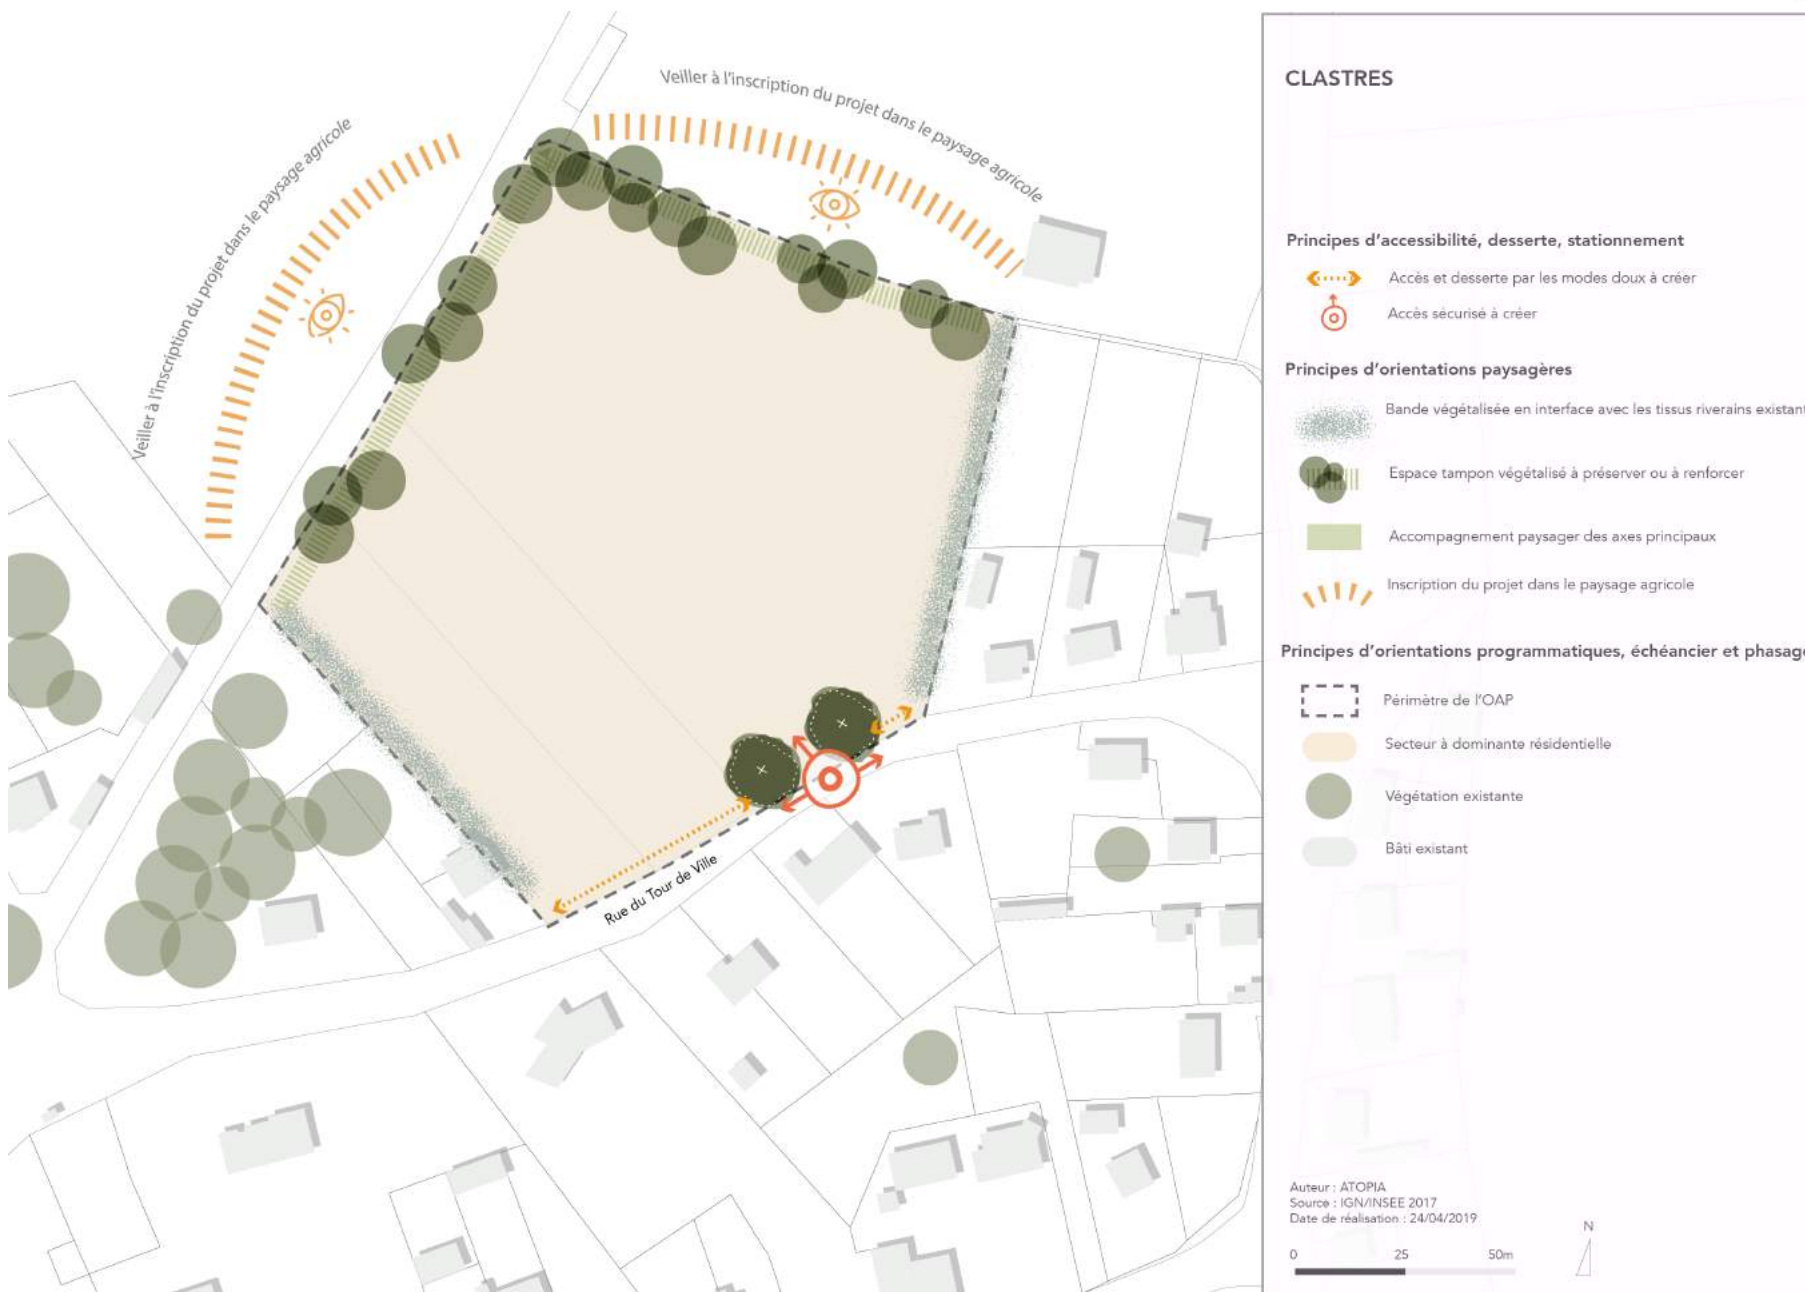 Veiller à l'inscription du projet dans le paysage agricole
Veiller à l'inscription du projet dans le paysage agricole
Rue du Tour de Ville
CLASTRES
Principes d'accessibilité, desserte, stationnement
Accès et desserte par les modes doux à créer
Accès sécurisé à créer
Principes d'orientations paysagères
Bande végétalisée en interface avec les tissus riverains existant
Espace tampon végétalisé à préserver ou à renforcer
Accompagnement paysager des axes principaux
Inscription du projet dans le paysage agricole
Principes d'orientations programmatiques, échéancier et phasage
Périmètre de l'OAP
Secteur à dominante résidentielle
Végétation existante
Bâti existant
Auteur : ATOPIA
Source : IGN/INSEE 2017
Date de réalisation : 24/04/2019
N
0 25 50m